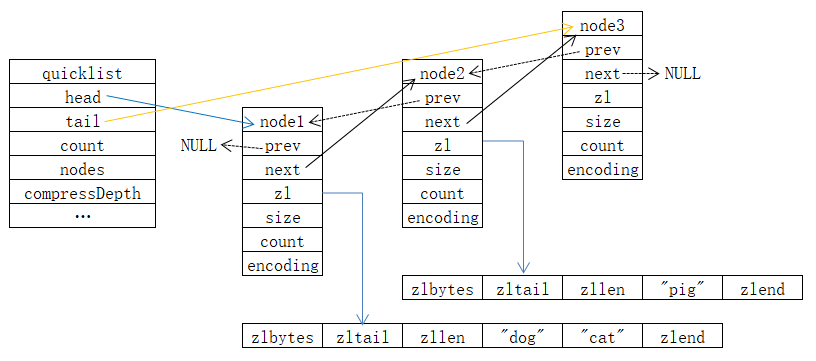 quicklist
head
tail
count
nodes
compressDepth
…
NULL
node1
prev
next
zl
size
count
encoding
node2
prev
next
zl
size
count
encoding
node3
prev
next
zl
size
count
encoding
NULL
zlbytes zltail zllen "pig" zlend
zlbytes zltail zllen "dog" "cat" zlend